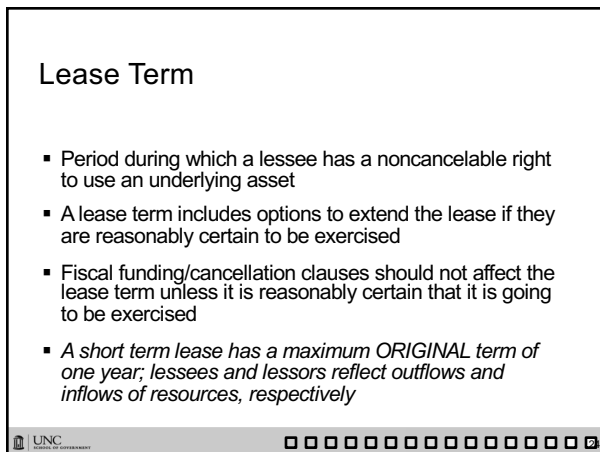 Lease Term
▪ Period during which a lessee has a noncancelable right
to use an underlying asset
▪ A lease term includes options to extend the lease if they
are reasonably certain to be exercised
▪ Fiscal funding/cancellation clauses should not affect the
lease term unless it is reasonably certain that it is going
to be exercised
▪ A short term lease has a maximum ORIGINAL term of
one year; lessees and lessors reflect outflows and
inflows of resources, respectively
UNC
SCHOOL OF GOVERNMENT